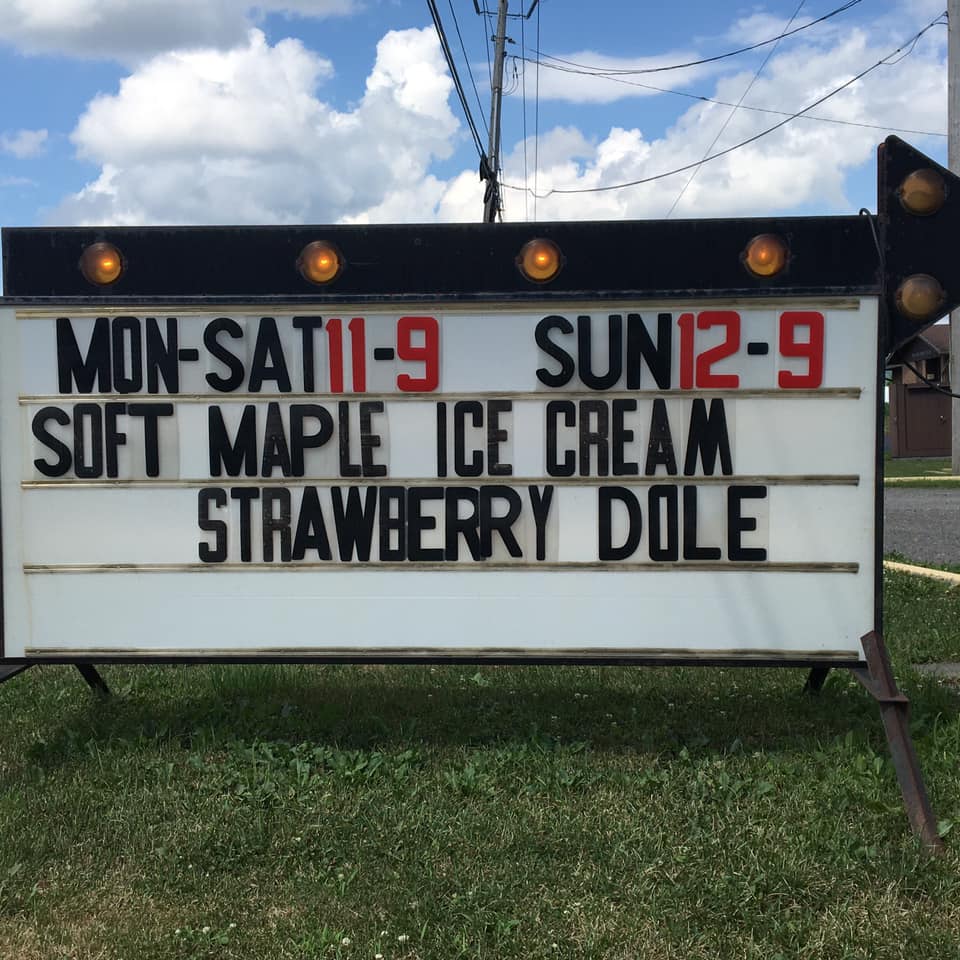 MON-SAT 11-9 SUN 12-9
SOFT MAPLE ICE CREAM
STRAWBERRY DOLE